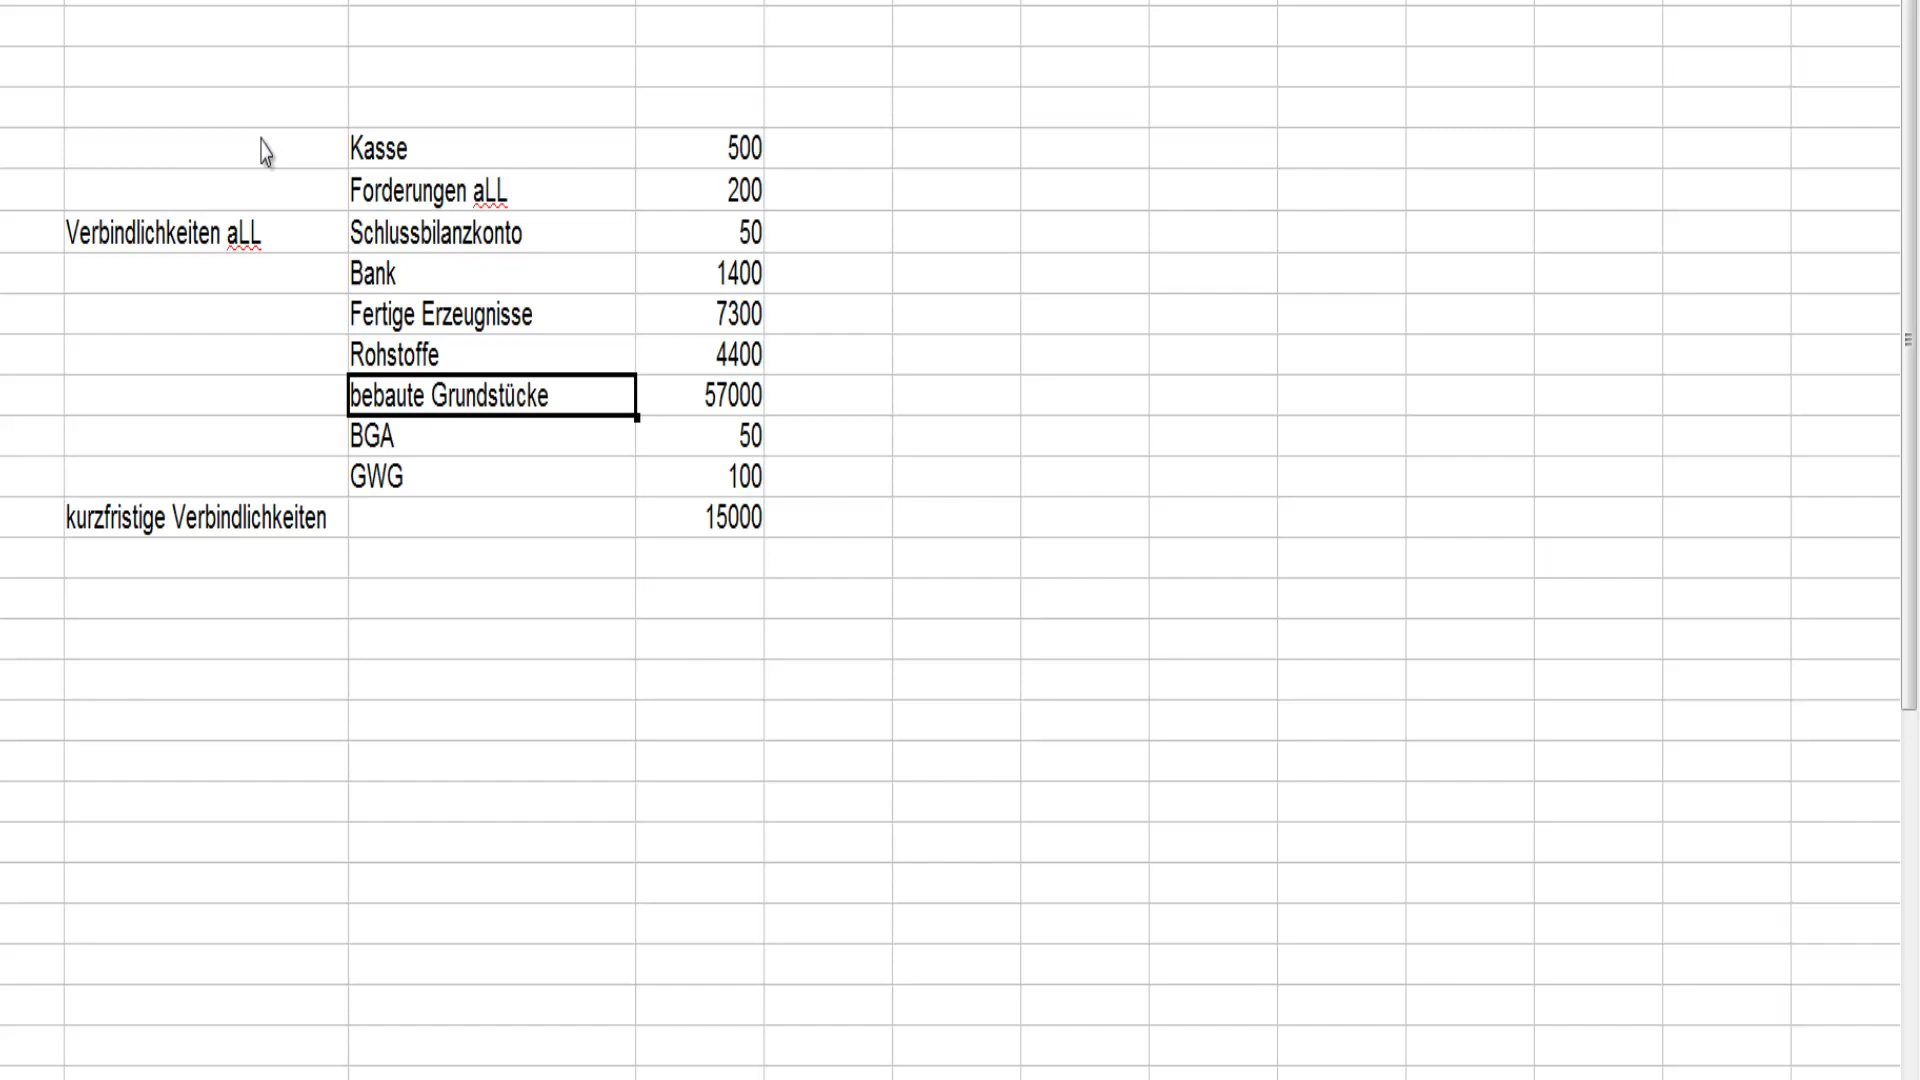 Kasse 500
Forderungen aLL 200
Verbindlichkeiten aLL Schlussbilanzkonto 50
Bank 1400
Fertige Erzeugnisse 7300
Rohstoffe 4400
bebaute Grundstücke 57000
BGA 50
GWG 100
kurzfristige Verbindlichkeiten 15000